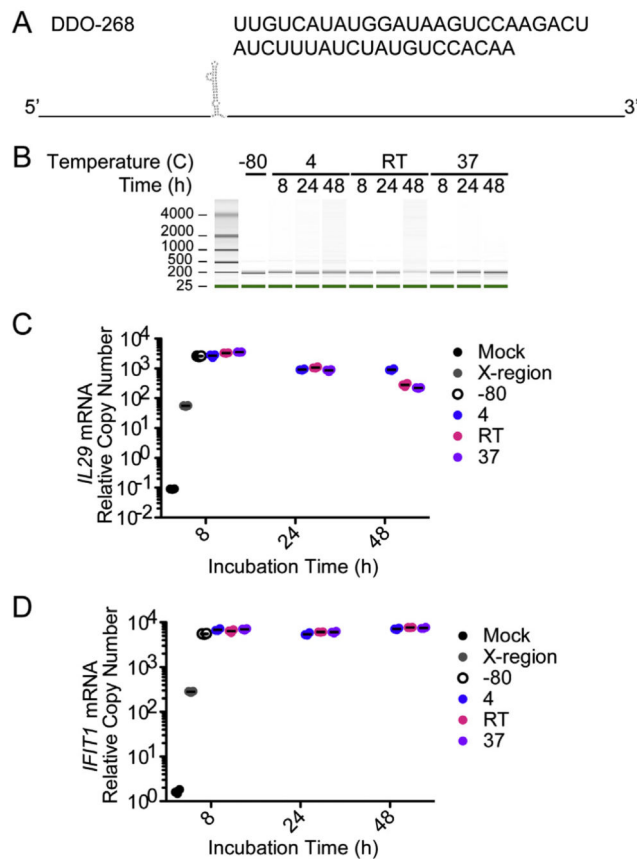 A
DDO-268
UUGUCAUAUGGAUAAGUCCAAGACU
AUCUUUAUCUAUGUCCACAA
5' 3'
B
Temperature (C) -80 4 RT 37
Time (h) 8 24 48 8 24 48 8 24 48
4000
2000
1000
500
200
25
C
IL29 mRNA
Relative Copy Number
10^4
10^3
10^2
10^1
10^0
10^-1
10^-2
8 24 48
Incubation Time (h)
Mock
X-region
-80
4
RT
37
D
IFIT1 mRNA
Relative Copy Number
10^4
10^3
10^2
10^1
10^0
8 24 48
Incubation Time (h)
Mock
X-region
-80
4
RT
37